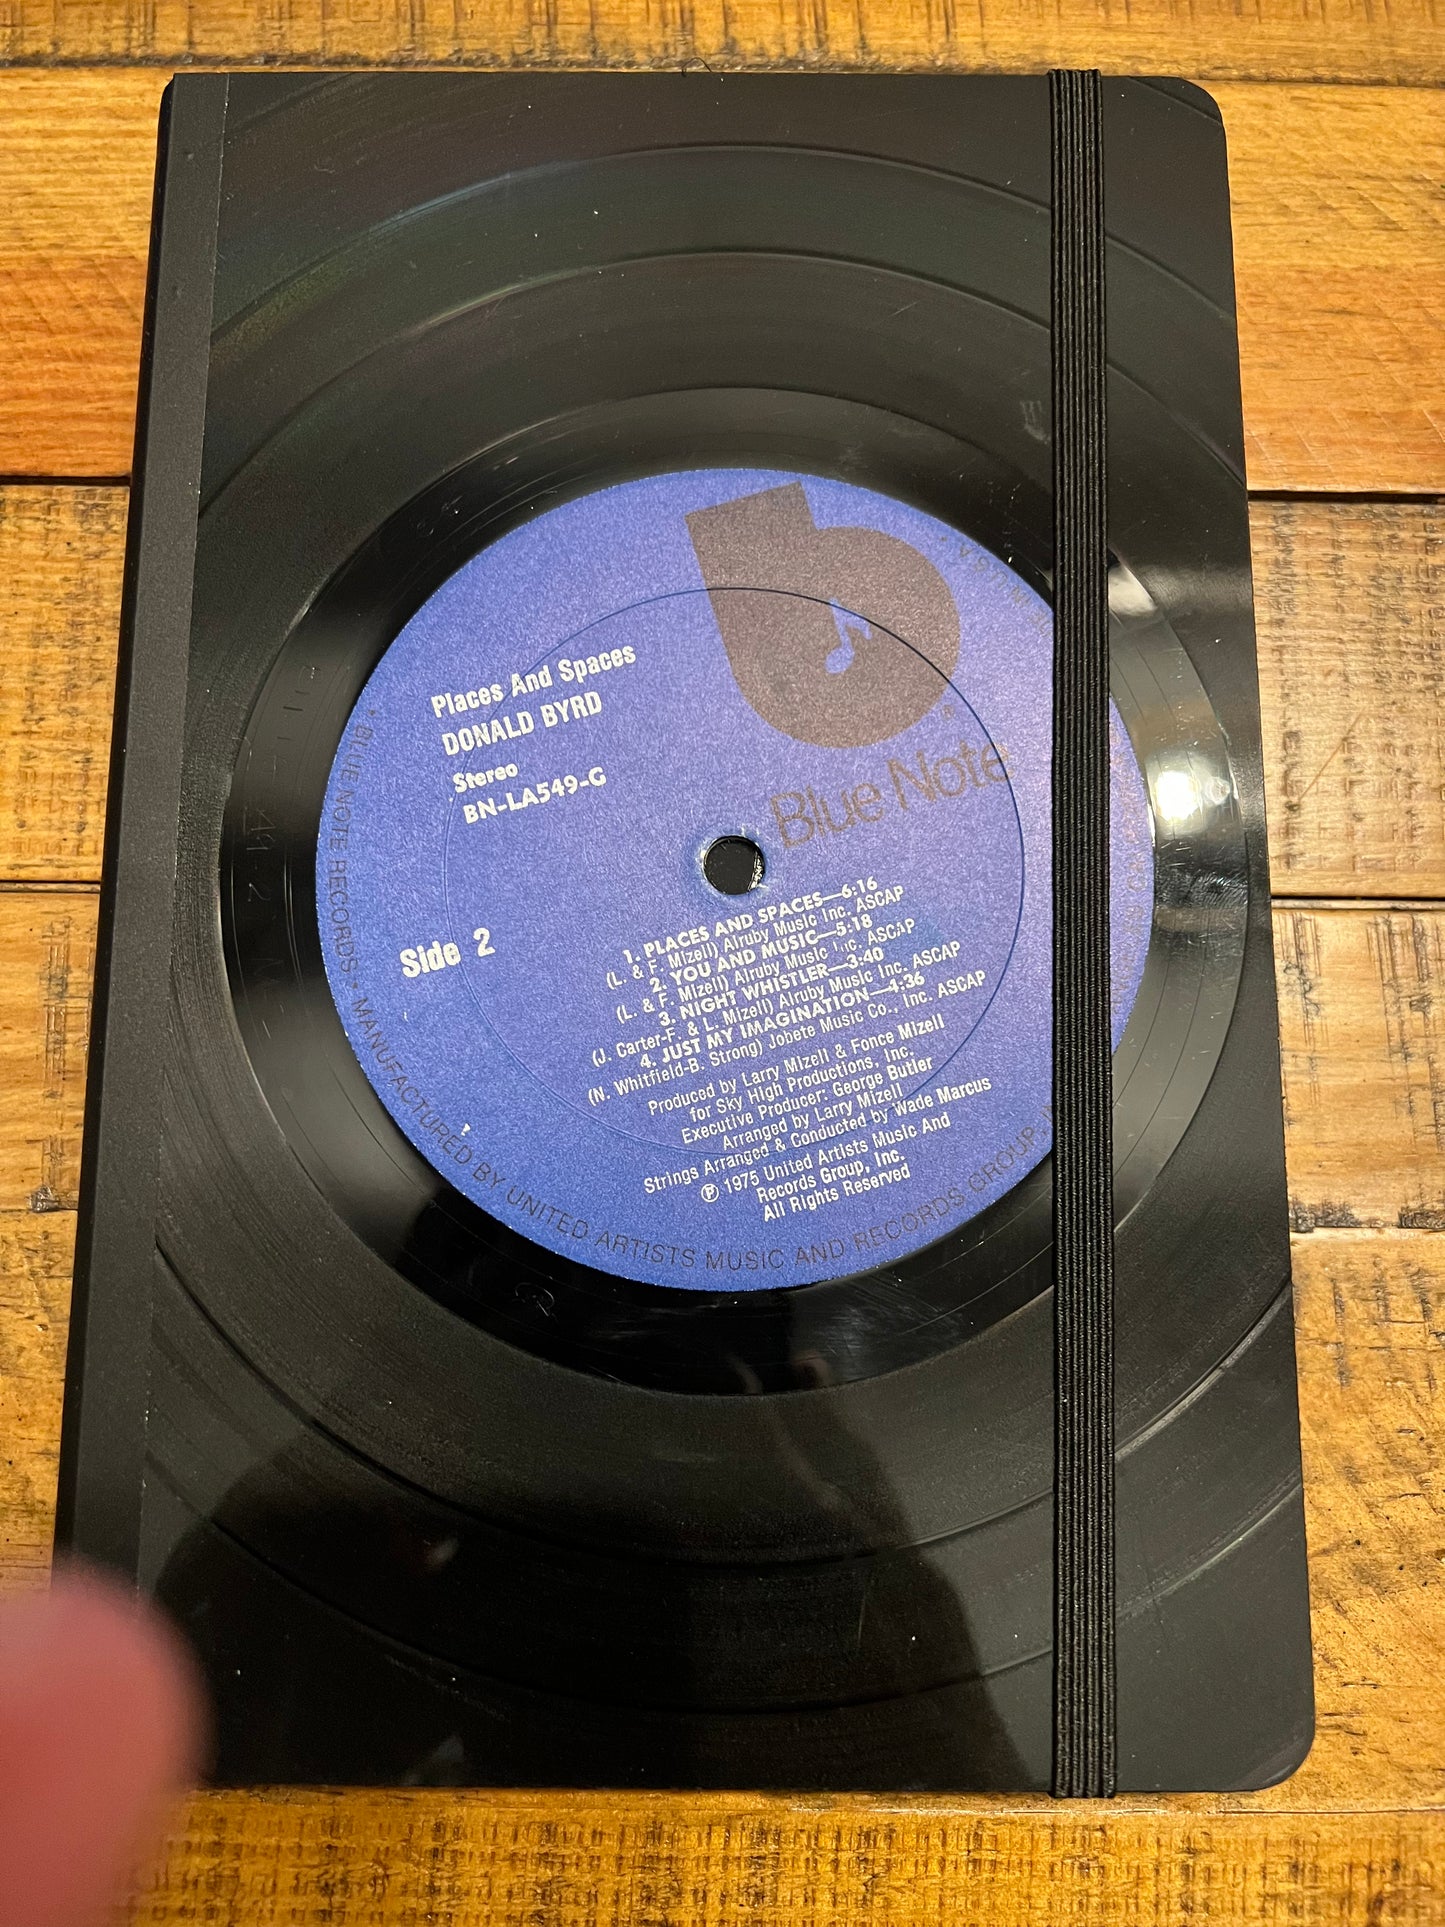 Blue Note
Places And Spaces
DONALD BYRD
Stereo
BN-LA549-G
Side 2
1. PLACES AND SPACES—6:16
(L. & F. Mizell) Alruby Music Inc. ASCAP
2. YOU AND MUSIC—5:18
(L. & F. Mizell) Alruby Music Inc. ASCAP
3. NIGHT WHISTLER—3:40
(J. Carter-F. & L. Mizell) Alruby Music Inc. ASCAP
4. JUST MY IMAGINATION—4:36
(N. Whitfield-B. Strong) Jobete Music Co., Inc. ASCAP
Produced by Larry Mizell & Fonce Mizell
for Sky High Productions, Inc.
Executive Producer: George Butler
Arranged by Larry Mizell
Strings Arranged & Conducted by Wade Marcus
℗ 1975 United Artists Music And
Records Group, Inc.
All Rights Reserved
• BLUE NOTE RECORDS • MANUFACTURED BY UNITED ARTISTS MUSIC AND RECORDS GROUP,